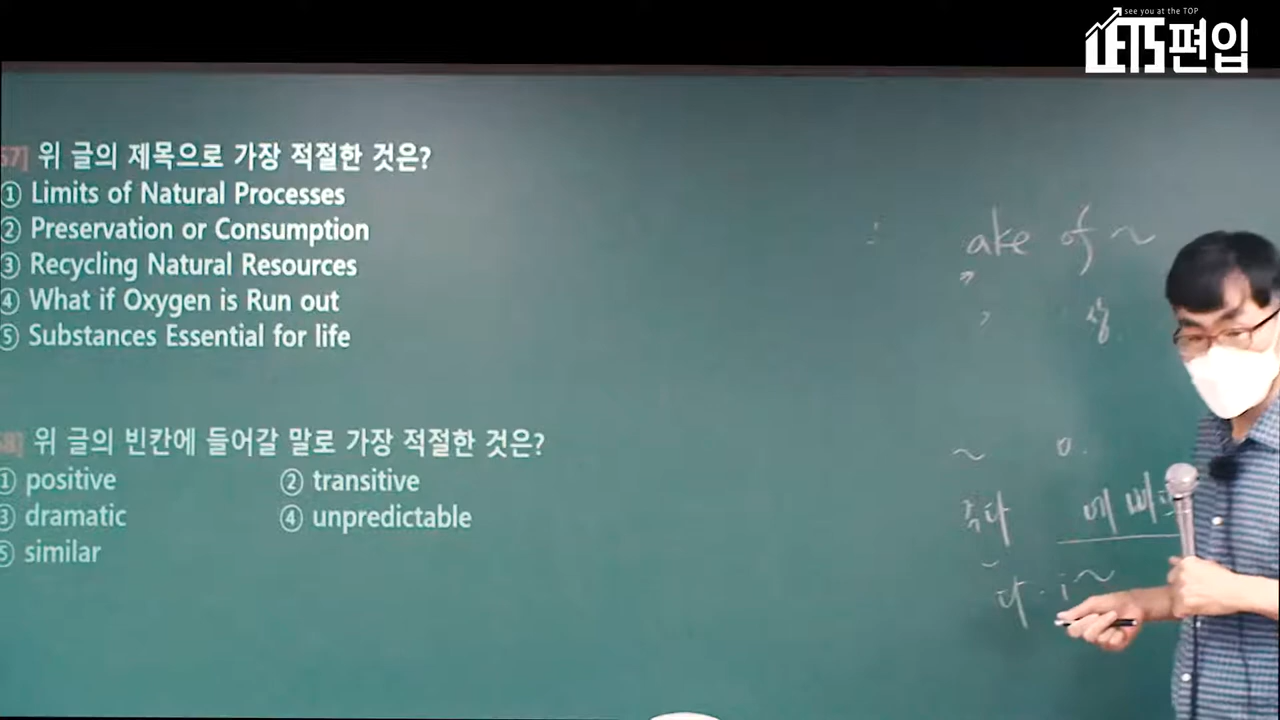 see you at the TOP
LETS편입
57] 위 글의 제목으로 가장 적절한 것은?
① Limits of Natural Processes
② Preservation or Consumption
③ Recycling Natural Resources
④ What if Oxygen is Run out
⑤ Substances Essential for life
58] 위 글의 빈칸에 들어갈 말로 가장 적절한 것은?
① positive ② transitive
③ dramatic ④ unpredictable
⑤ similar
ake of ~